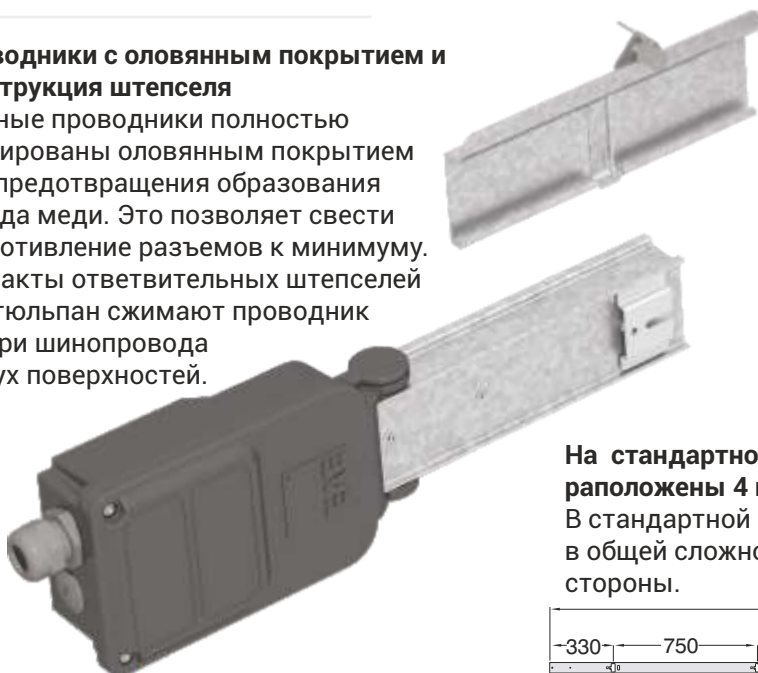 водники с оловянным покрытием и
трукция штепселя
ные проводники полностью
ированы оловянным покрытием
предотвращения образования
да меди. Это позволяет свести
отивление разъемов к минимуму.
акты ответвительных штепселей
тюльпан сжимают проводник
ри шинопровода
ух поверхностей.
EVE
На стандартно
раположены 4
В стандартной
в общей сложно
стороны.
330 750